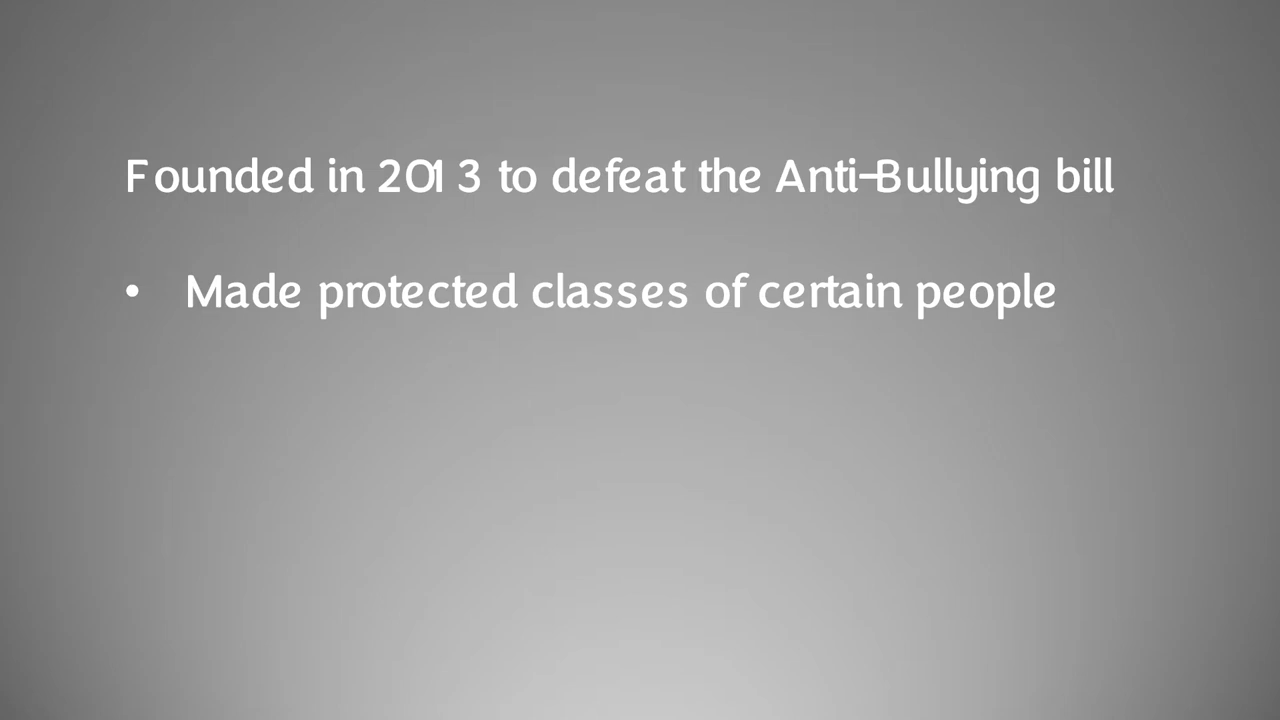 Founded in 2013 to defeat the Anti-Bullying bill
• Made protected classes of certain people